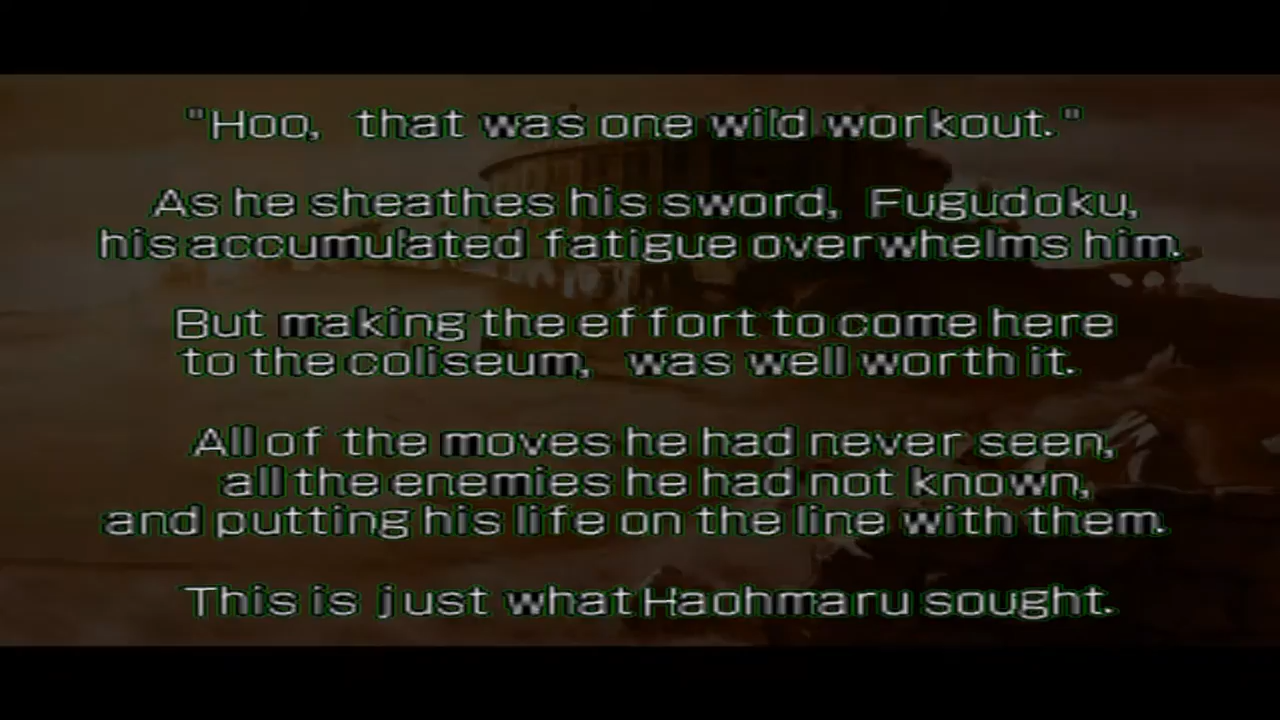 "Hoo, that was one wild workout."
As he sheathes his sword, Fugudoku,
his accumulated fatigue overwhelms him.
But making the effort to come here
to the coliseum, was well worth it.
All of the moves he had never seen,
all the enemies he had not known,
and putting his life on the line with them.
This is just what Haohmaru sought.